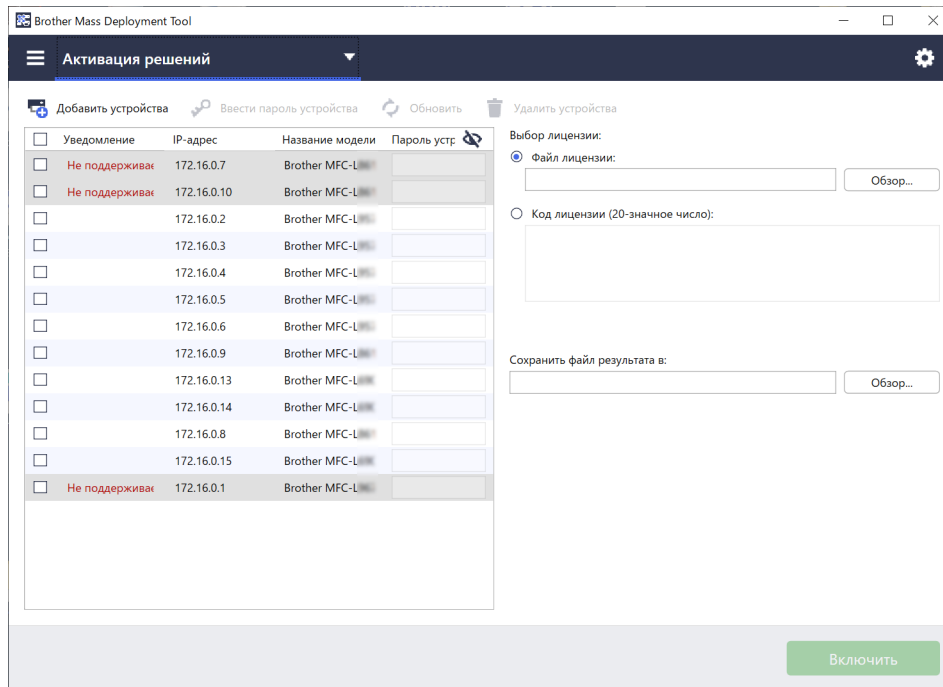 Brother Mass Deployment Tool
Активация решений
Добавить устройства Ввести пароль устройства Обновить Удалить устройства
Уведомление IP-адрес Название модели Пароль устр
Не поддерживае 172.16.0.7 Brother MFC-L
Не поддерживае 172.16.0.10 Brother MFC-L
172.16.0.2 Brother MFC-L
172.16.0.3 Brother MFC-L
172.16.0.4 Brother MFC-L
172.16.0.5 Brother MFC-L
172.16.0.6 Brother MFC-L
172.16.0.9 Brother MFC-L
172.16.0.13 Brother MFC-L
172.16.0.14 Brother MFC-L
172.16.0.8 Brother MFC-L
172.16.0.15 Brother MFC-L
Не поддерживае 172.16.0.1 Brother MFC-L
Выбор лицензии:
Файл лицензии:
Обзор...
Код лицензии (20-значное число):
Сохранить файл результата в:
Обзор...
Включить